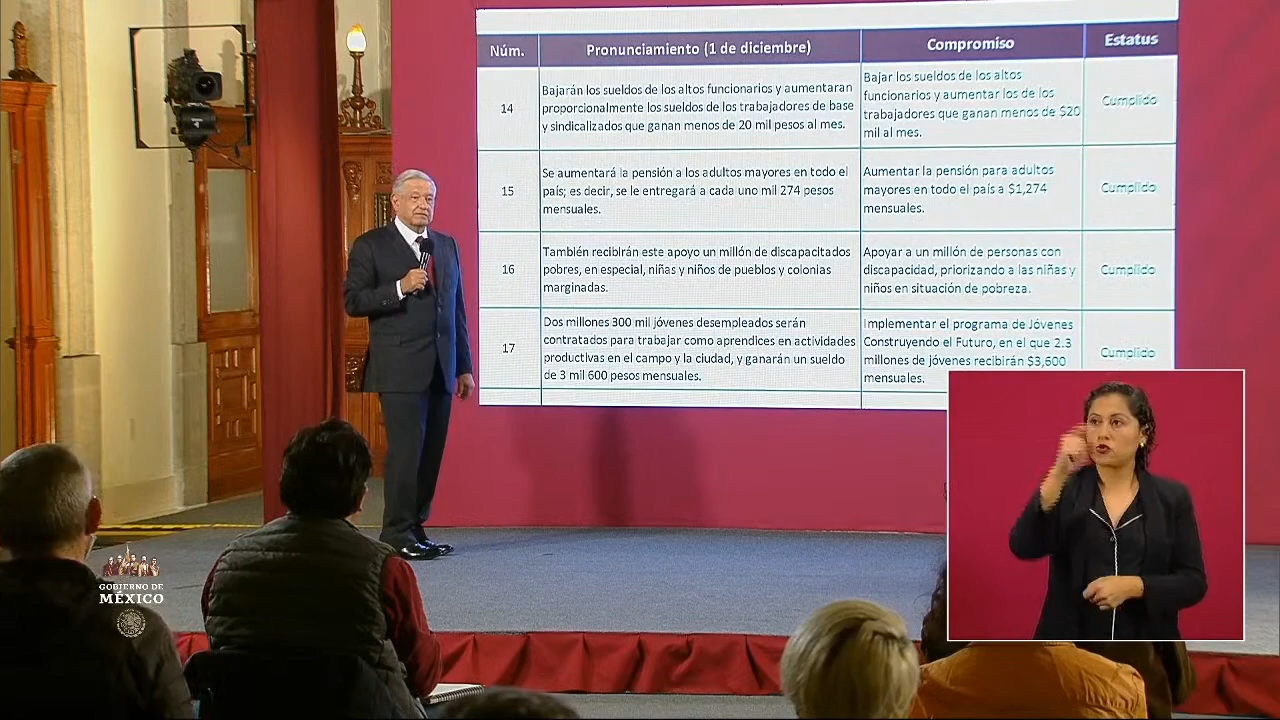 Núm. Pronunciamiento (1 de diciembre) Compromiso Estatus
14
Bajarán los sueldos de los altos funcionarios y aumentaran
proporcionalmente los sueldos de los trabajadores de base
y sindicalizados que ganan menos de 20 mil pesos al mes.
Bajar los sueldos de los altos
funcionarios y aumentar los de los
trabajadores que ganan menos de $20
mil al mes.
Cumplido
15
Se aumentará la pensión a los adultos mayores en todo el
país; es decir, se le entregará a cada uno mil 274 pesos
mensuales.
Aumentar la pensión para adultos
mayores en todo el país a $1,274
mensuales.
Cumplido
16
También recibirán este apoyo un millón de discapacitados
pobres, en especial, niñas y niños de pueblos y colonias
marginadas.
Apoyar a un millón de personas con
discapacidad, priorizando a las niñas y
niños en situación de pobreza.
Cumplido
17
Dos millones 300 mil jóvenes desempleados serán
contratados para trabajar como aprendices en actividades
productivas en el campo y la ciudad, y ganarán un sueldo
de 3 mil 600 pesos mensuales.
Implementar el programa de Jóvenes
Construyendo el Futuro, en el que 2.3
millones de jóvenes recibirán $3,600
mensuales.
Cumplido
GOBIERNO DE
MÉXICO